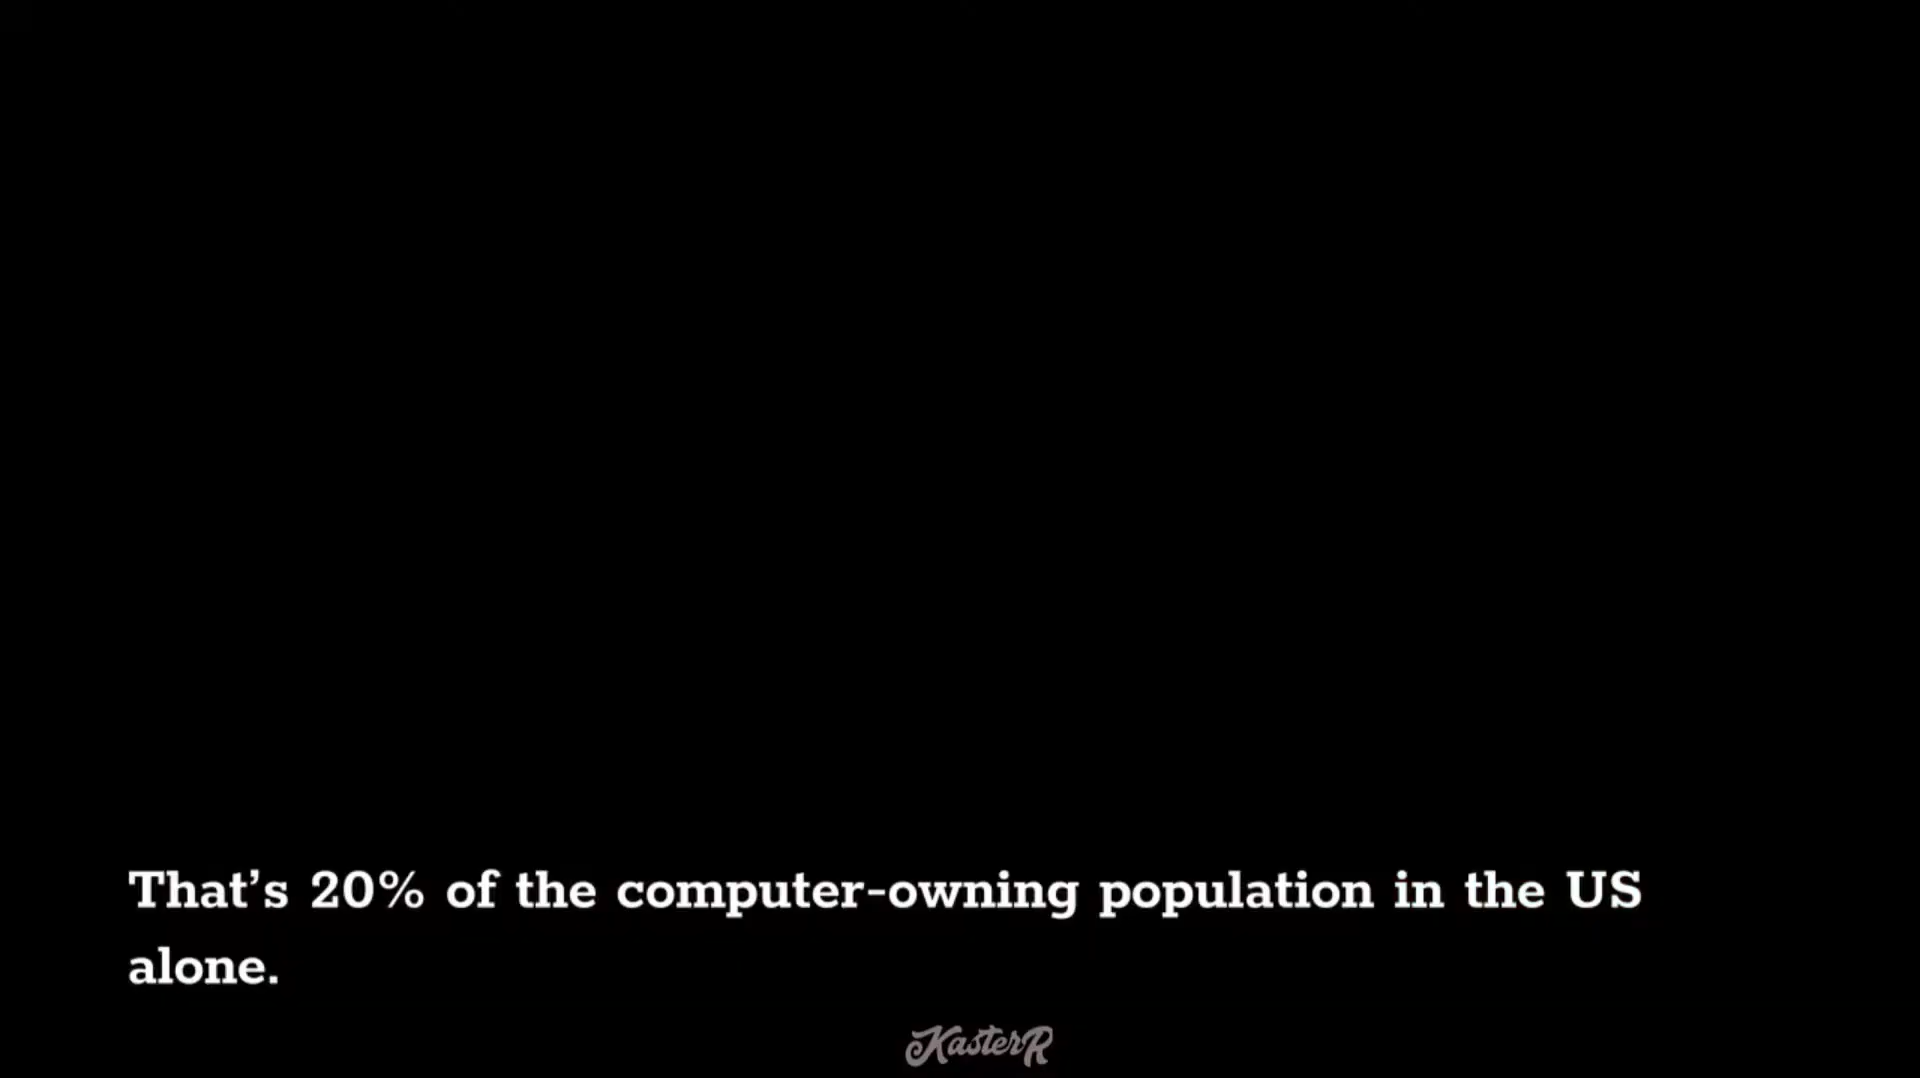 That’s 20% of the computer-owning population in the US
alone.
KasterR